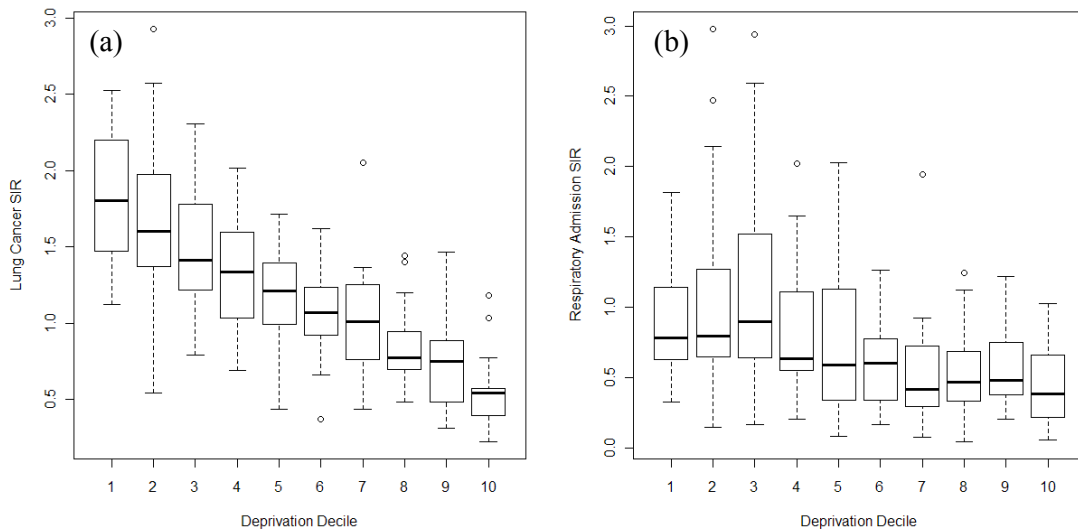 (a)
Lung Cancer SIR
3.0
2.5
2.0
1.5
1.0
0.5
1 2 3 4 5 6 7 8 9 10
Deprivation Decile
(b)
Respiratory Admission SIR
3.0
2.5
2.0
1.5
1.0
0.5
0.0
1 2 3 4 5 6 7 8 9 10
Deprivation Decile